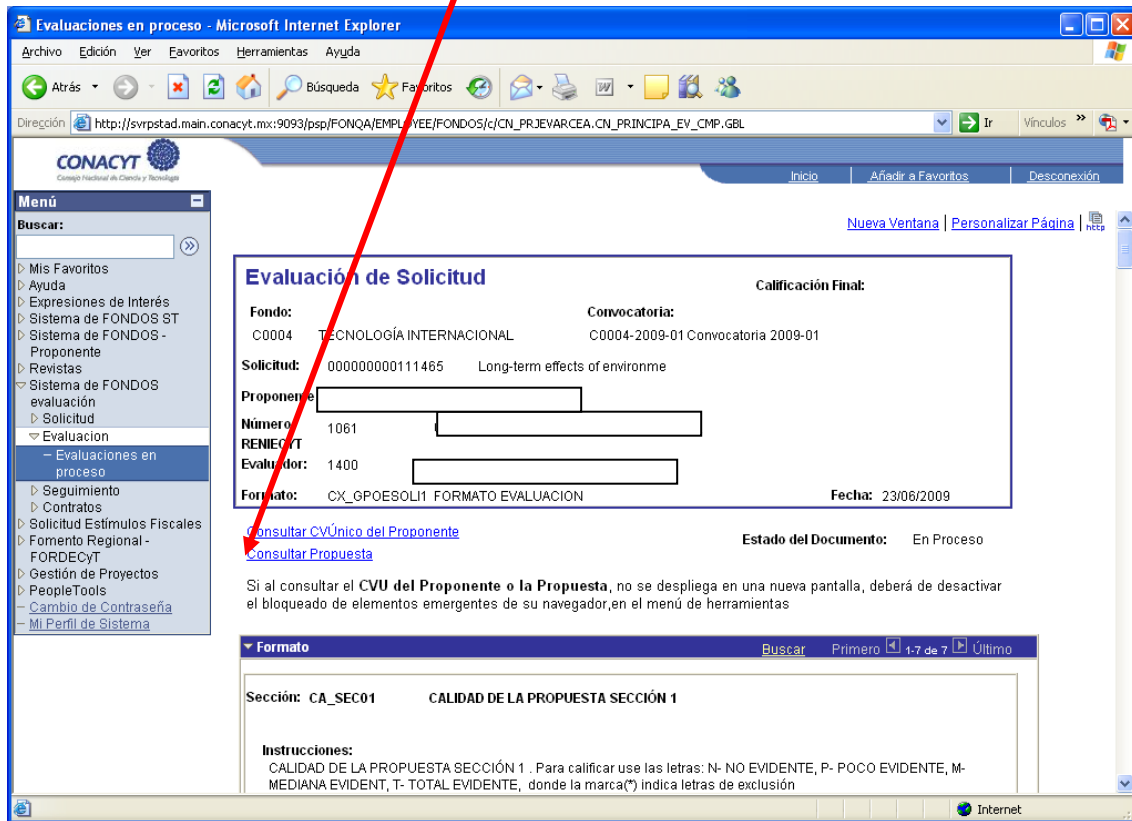 Evaluaciones en proceso - Microsoft Internet Explorer
Archivo Edición Ver Favoritos Herramientas Ayuda
Atrás Búsqueda Favoritos
Dirección http://svrpstad.main.conacyt.mx:9093/psp/FONQA/EMPLOYEE/FONDOS/c/CN_PRJEVARCEA.CN_PRINCIPA_EV_CMP.GBL Ir Vínculos »
CONACYT
Consejo Nacional de Ciencia y Tecnología
Inicio Añadir a Favoritos Desconexión
Menú
Nueva Ventana | Personalizar Página | http
Buscar:
Mis Favoritos
Ayuda
Expresiones de Interés
Sistema de FONDOS ST
Sistema de FONDOS -
Proponente
Revistas
Sistema de FONDOS
evaluación
Solicitud
Evaluacion
– Evaluaciones en
proceso
Seguimiento
Contratos
Solicitud Estímulos Fiscales
Fomento Regional -
FORDECyT
Gestión de Proyectos
PeopleTools
– Cambio de Contraseña
– Mi Perfil de Sistema
Evaluación de Solicitud
Calificación Final:
Fondo: Convocatoria:
C0004 TECNOLOGÍA INTERNACIONAL C0004-2009-01 Convocatoria 2009-01
Solicitud: 000000000111465 Long-term effects of environme
Proponente
Número 1061
RENIECYT
Evaluador: 1400
Formato: CX_GPOESOLI1 FORMATO EVALUACION Fecha: 23/06/2009
Consultar CVÚnico del Proponente
Estado del Documento: En Proceso
Consultar Propuesta
Si al consultar el CVU del Proponente o la Propuesta, no se despliega en una nueva pantalla, deberá de desactivar
el bloqueado de elementos emergentes de su navegador,en el menú de herramientas
Formato Buscar Primero 1-7 de 7 Último
Sección: CA_SEC01 CALIDAD DE LA PROPUESTA SECCIÓN 1
Instrucciones:
CALIDAD DE LA PROPUESTA SECCIÓN 1 . Para calificar use las letras: N- NO EVIDENTE, P- POCO EVIDENTE, M-
MEDIANA EVIDENT, T- TOTAL EVIDENTE, donde la marca(*) indica letras de exclusión
Internet